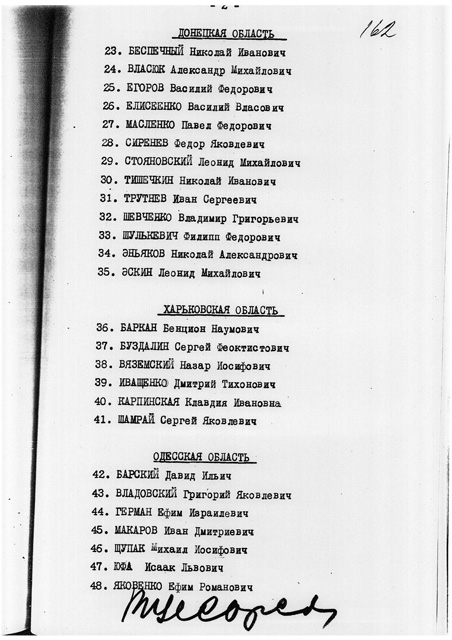 - 2 -
162
ДОНЕЦКАЯ ОБЛАСТЬ
23. БЕСПЕЧНЫЙ Николай Иванович
24. ВЛАСЮК Александр Михайлович
25. ЕГОРОВ Василий Федорович
26. ЕЛИСЕЕНКО Василий Власович
27. МАСЛЕНКО Павел Федорович
28. СИРЕНЕВ Федор Яковлевич
29. СТОЯНОВСКИЙ Леонид Михайлович
30. ТИШЕЧКИН Николай Иванович
31. ТРУТНЕВ Иван Сергеевич
32. ШЕВЧЕНКО Владимир Григорьевич
33. ШУЛЬКЕВИЧ Филипп Федорович
34. ЭНЬЯКОВ Николай Александрович
35. ЭСКИН Леонид Михайлович
ХАРЬКОВСКАЯ ОБЛАСТЬ
36. БАРКАН Бенцион Наумович
37. БУЗДАЛИН Сергей Феоктистович
38. ВЯЗЕМСКИЙ Назар Иосифович
39. ИВАЩЕНКО Дмитрий Тихонович
40. КАРПИНСКАЯ Клавдия Ивановна
41. ШАМРАЙ Сергей Яковлевич
ОДЕССКАЯ ОБЛАСТЬ
42. БАРСКИЙ Давид Ильич
43. ВЛАДОВСКИЙ Григорий Яковлевич
44. ГЕРМАН Ефим Израилевич
45. МАКАРОВ Иван Дмитриевич
46. ЩУПАК Михаил Иосифович
47. ЮФА Исаак Львович
48. ЯКОВЕНКО Ефим Романович